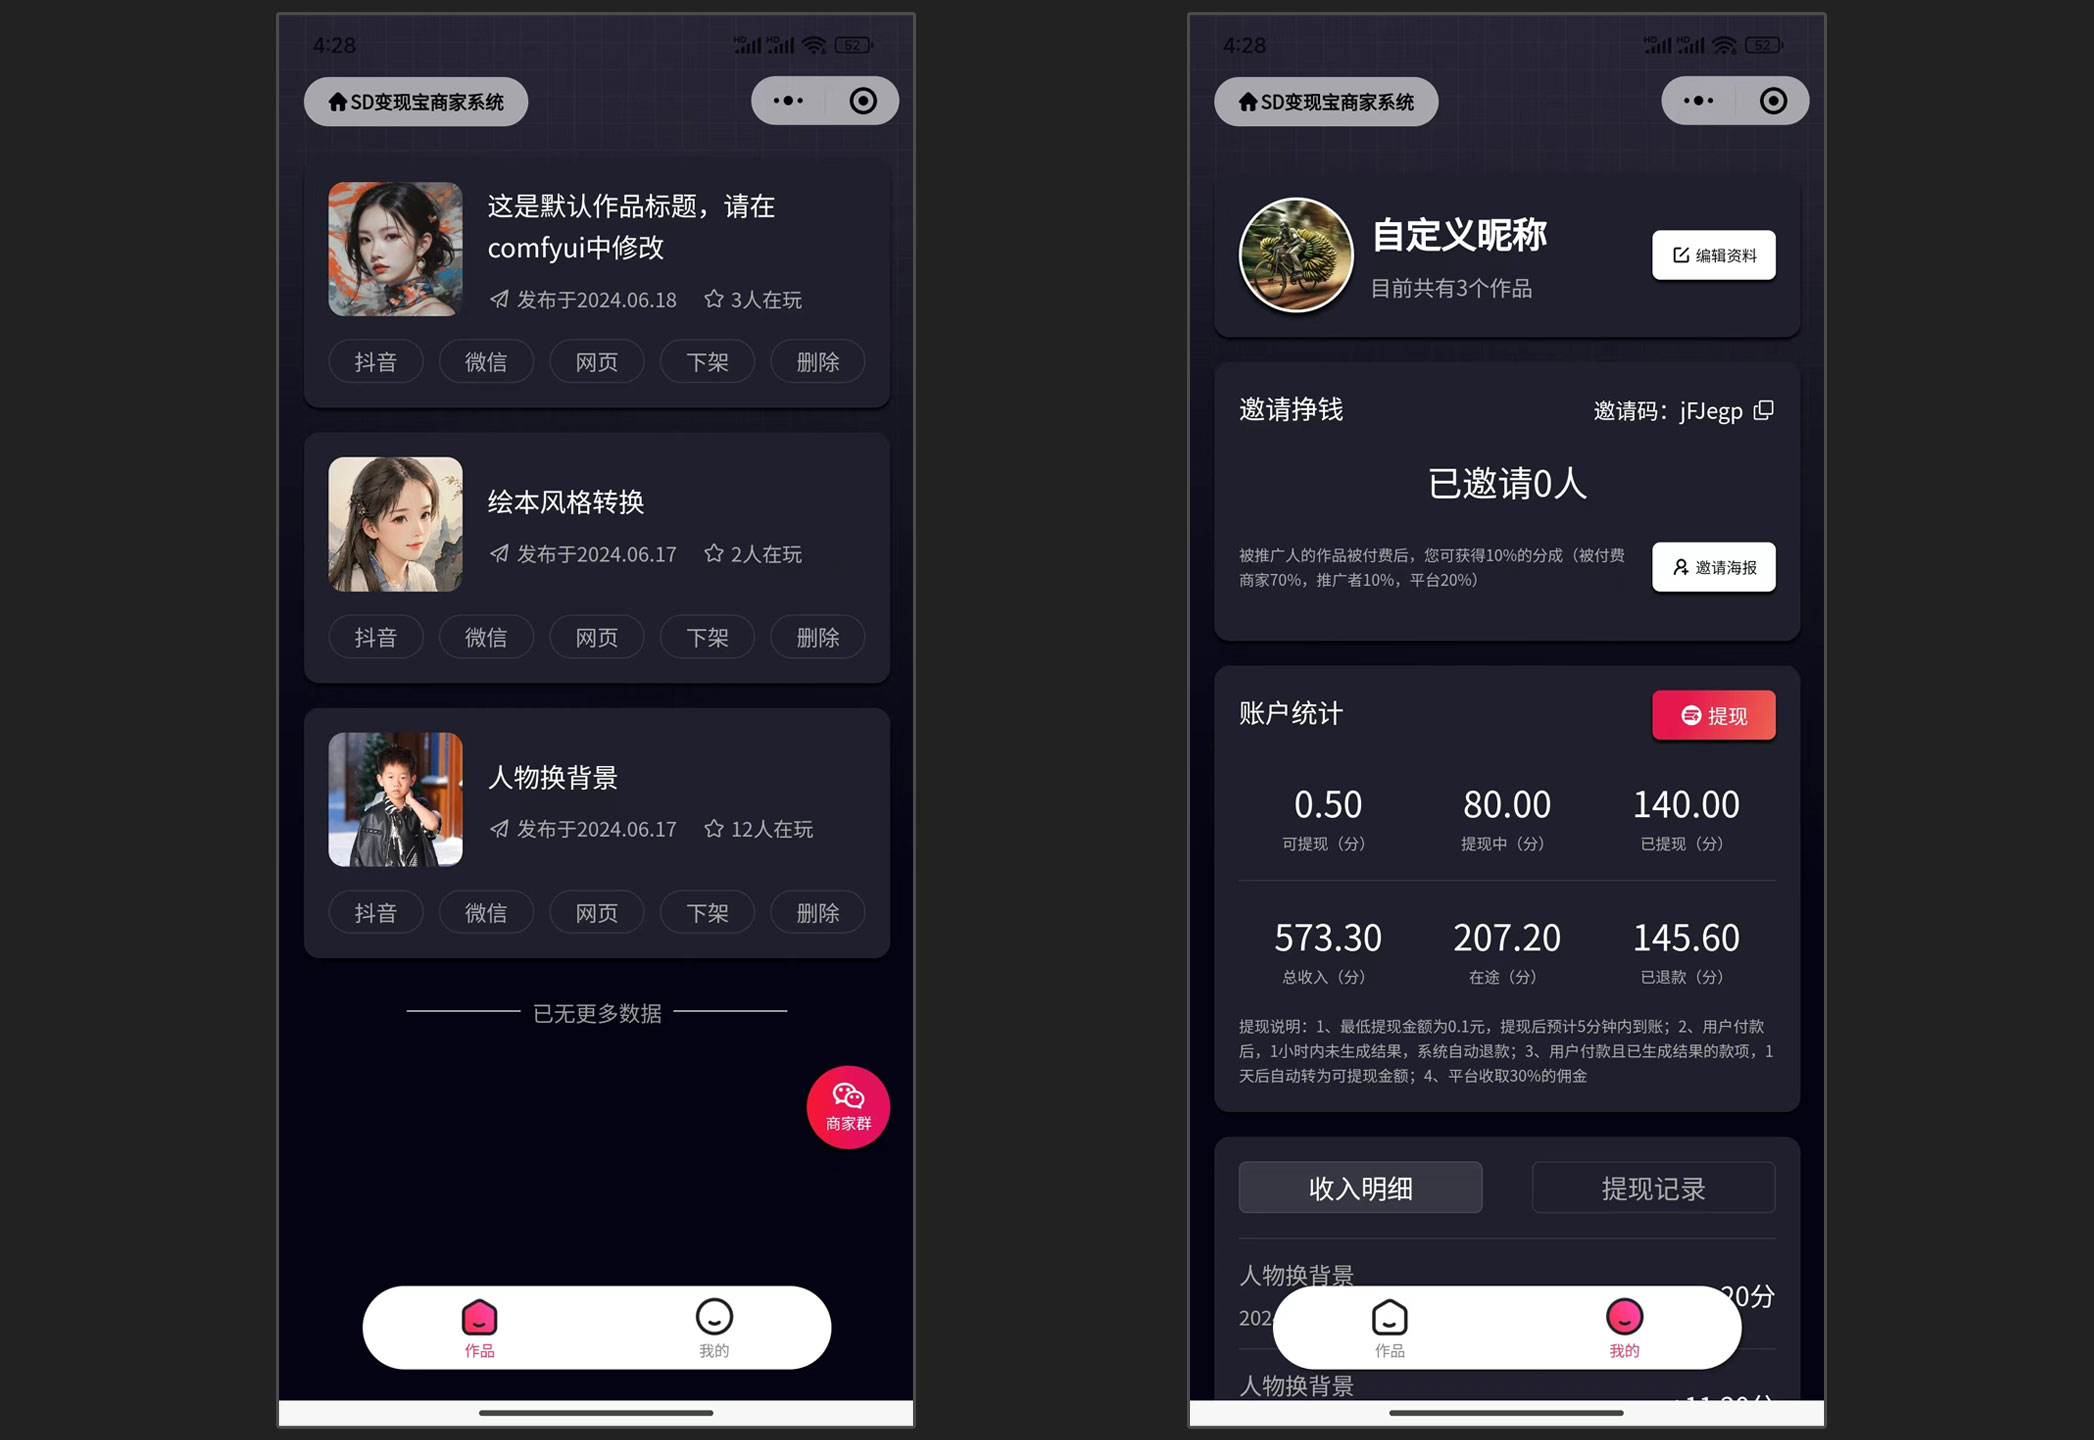 4:28
HD HD 6 52
SD变现宝商家系统
这是默认作品标题，请在
comfyui中修改
发布于2024.06.18 3人在玩
抖音 微信 网页 下架 删除
绘本风格转换
发布于2024.06.17 2人在玩
抖音 微信 网页 下架 删除
人物换背景
发布于2024.06.17 12人在玩
抖音 微信 网页 下架 删除
已无更多数据
商家群
作品 我的
4:28
HD HD 6 52
SD变现宝商家系统
自定义昵称
目前共有3个作品
编辑资料
邀请挣钱
邀请码：jFJegp
已邀请0人
被推广人的作品被付费后，您可获得10%的分成（被付费
商家70%，推广者10%，平台20%）
邀请海报
账户统计
提现
0.50 80.00 140.00
可提现（分） 提现中（分） 已提现（分）
573.30 207.20 145.60
总收入（分） 在途（分） 已退款（分）
提现说明：1、最低提现金额为0.1元，提现后预计5分钟内到账；2、用户付款
后，1小时内未生成结果，系统自动退款；3、用户付款且已生成结果的款项，1
天后自动转为可提现金额；4、平台收取30%的佣金
收入明细 提现记录
人物换背景
202
20分
作品 我的
人物换背景